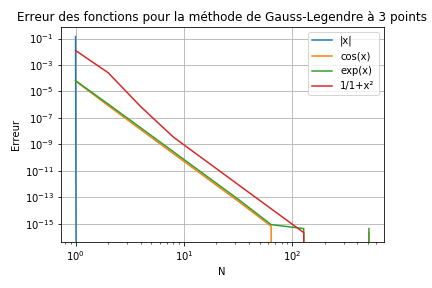 Erreur des fonctions pour la méthode de Gauss-Legendre à 3 points
|x|
cos(x)
exp(x)
1/1+x²
Erreur
10⁻¹
10⁻³
10⁻⁵
10⁻⁷
10⁻⁹
10⁻¹¹
10⁻¹³
10⁻¹⁵
10⁰
10¹
10²
N